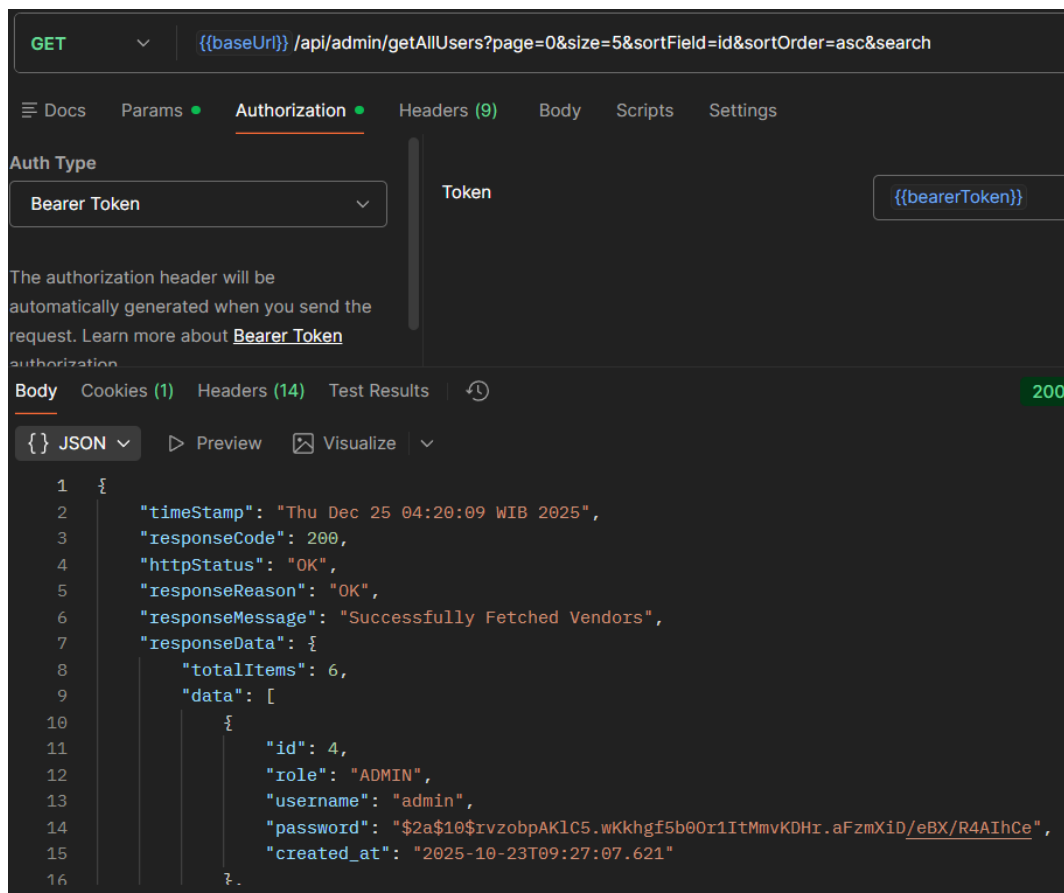 GET {{baseUrl}} /api/admin/getAllUsers?page=0&size=5&sortField=id&sortOrder=asc&search
Docs Params Authorization Headers (9) Body Scripts Settings
Auth Type
Bearer Token
Token {{bearerToken}}
The authorization header will be
automatically generated when you send the
request. Learn more about Bearer Token
authorization
Body Cookies (1) Headers (14) Test Results 200
{} JSON Preview Visualize
1 {
2 "timeStamp": "Thu Dec 25 04:20:09 WIB 2025",
3 "responseCode": 200,
4 "httpStatus": "OK",
5 "responseReason": "OK",
6 "responseMessage": "Successfully Fetched Vendors",
7 "responseData": {
8 "totalItems": 6,
9 "data": [
10 {
11 "id": 4,
12 "role": "ADMIN",
13 "username": "admin",
14 "password": "$2a$10$rvzobpAKlC5.wKkhgf5b0Or1ItMmvKDHr.aFzmXiD/eBX/R4AIhCe",
15 "created_at": "2025-10-23T09:27:07.621"
16 },